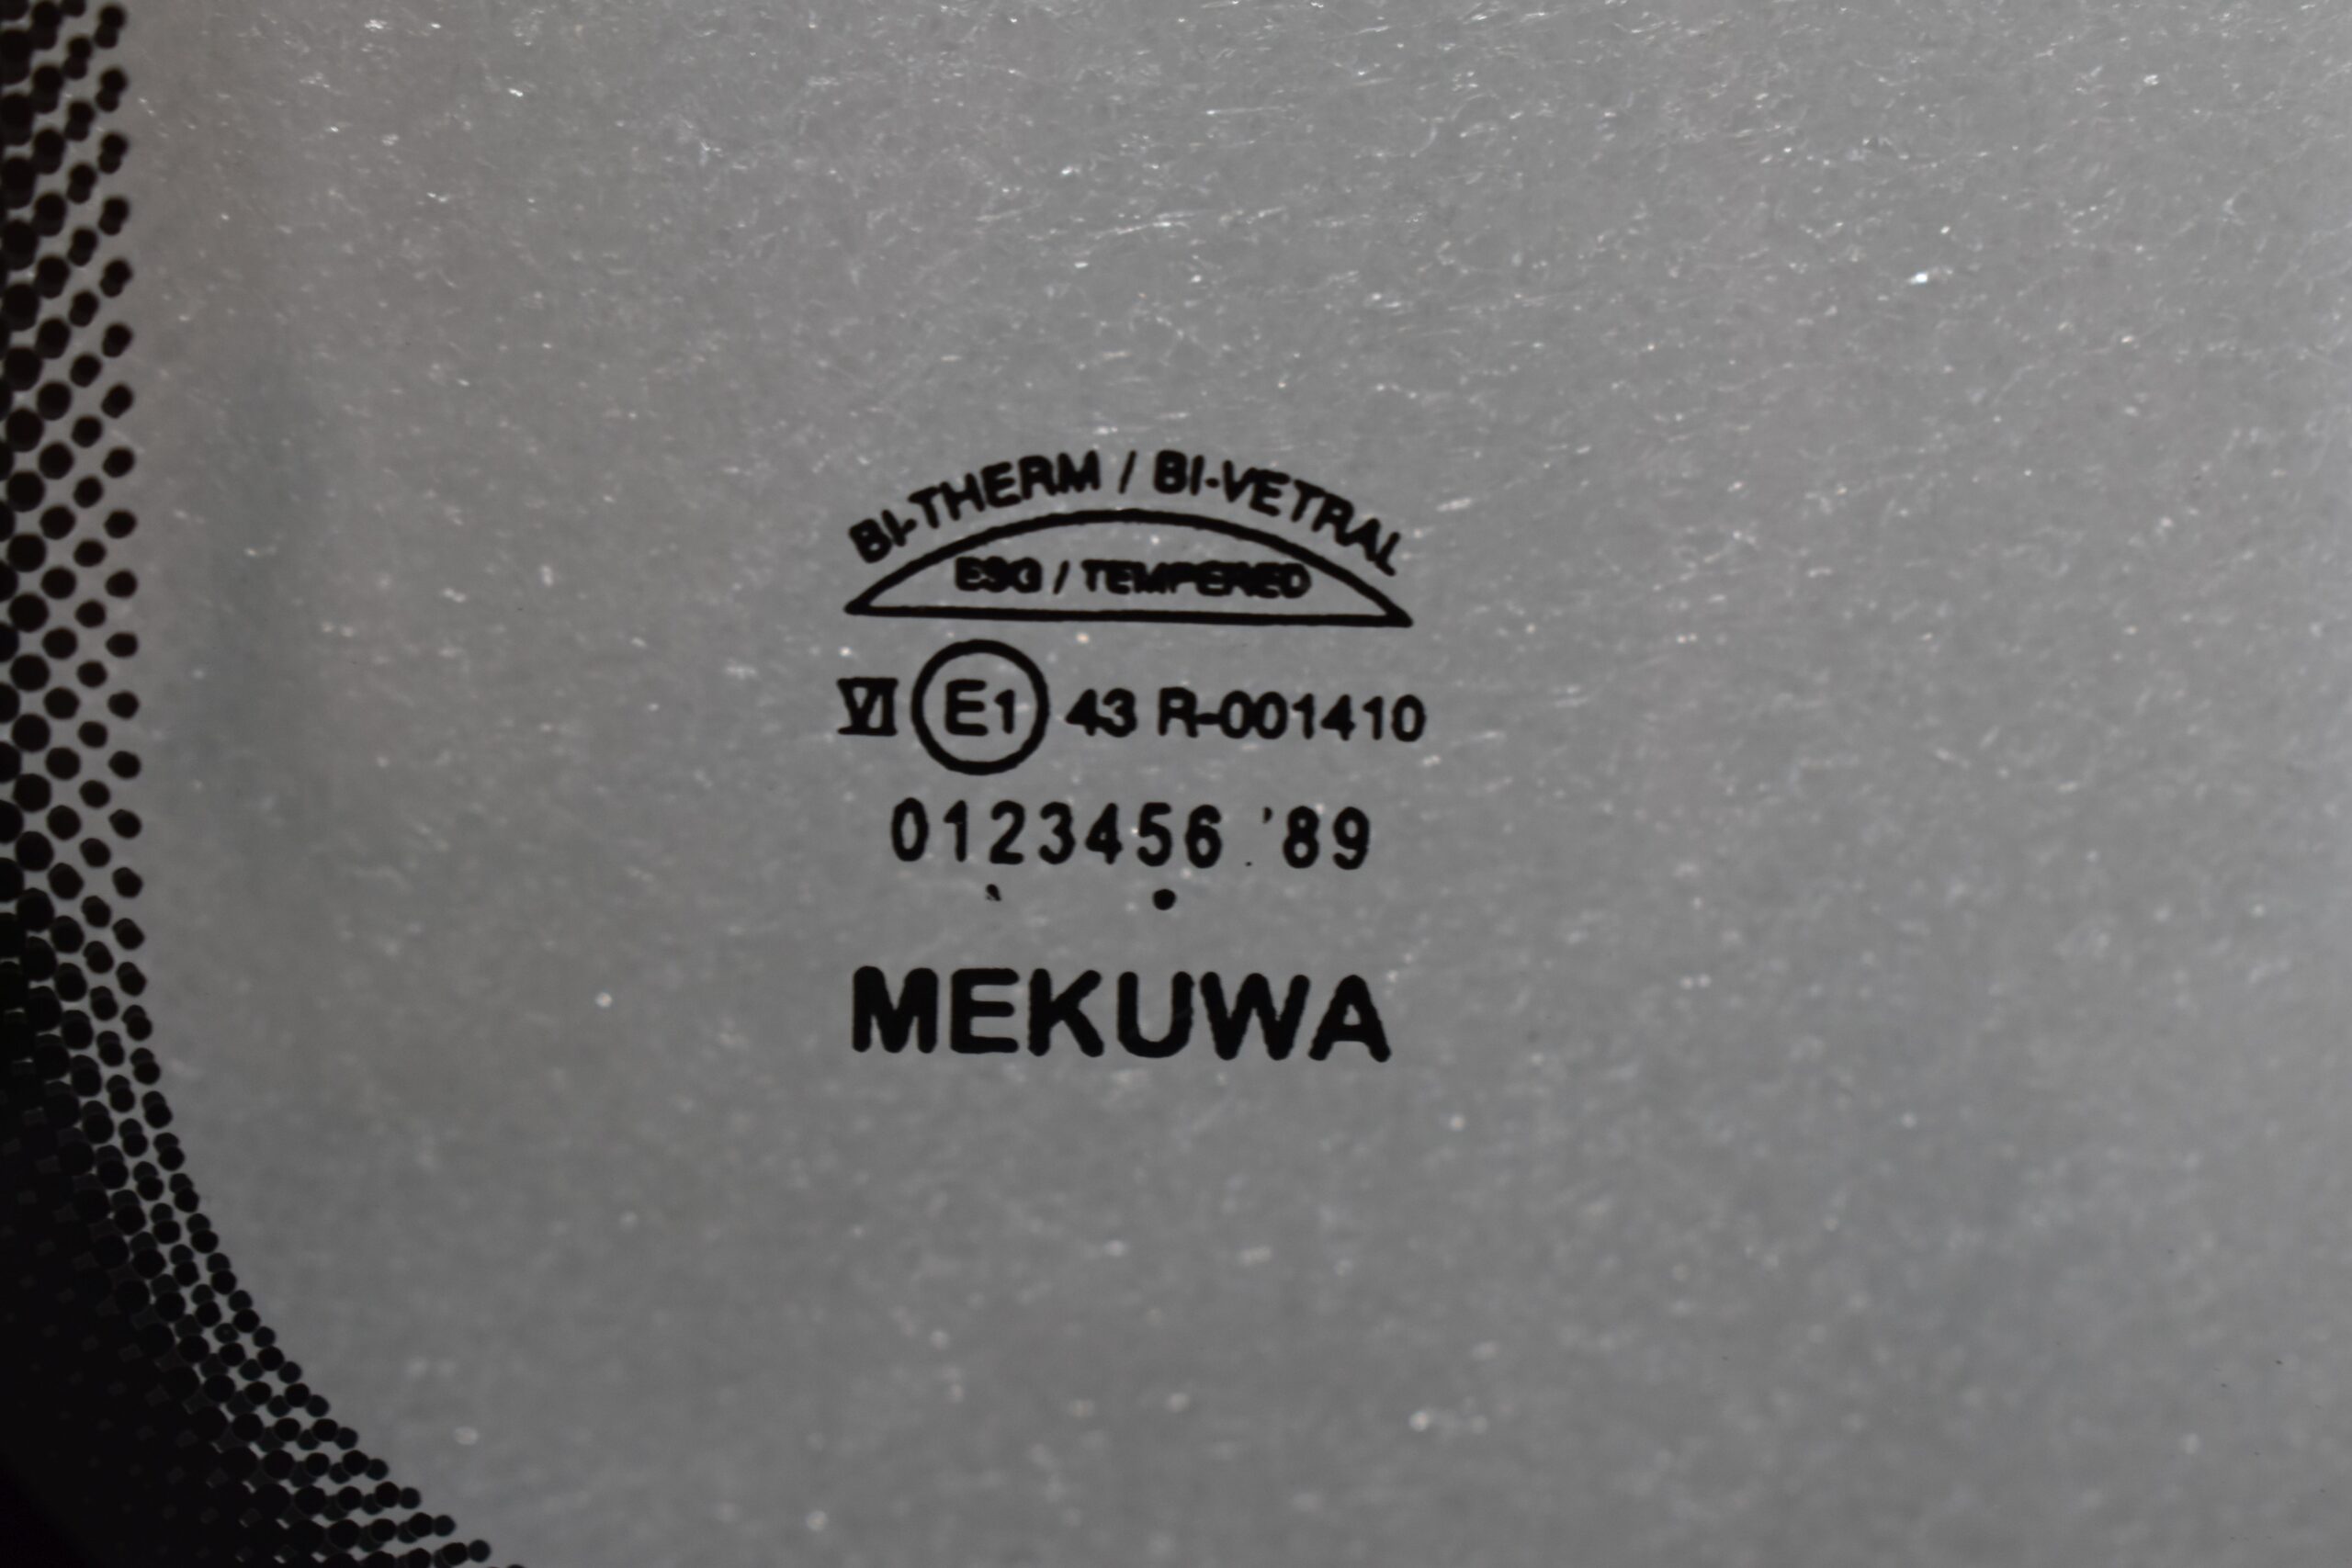 BI-THERM / BI-VETRAL
ESG / TEMPERED
VI E1 43 R-001410
0123456 '89
MEKUWA